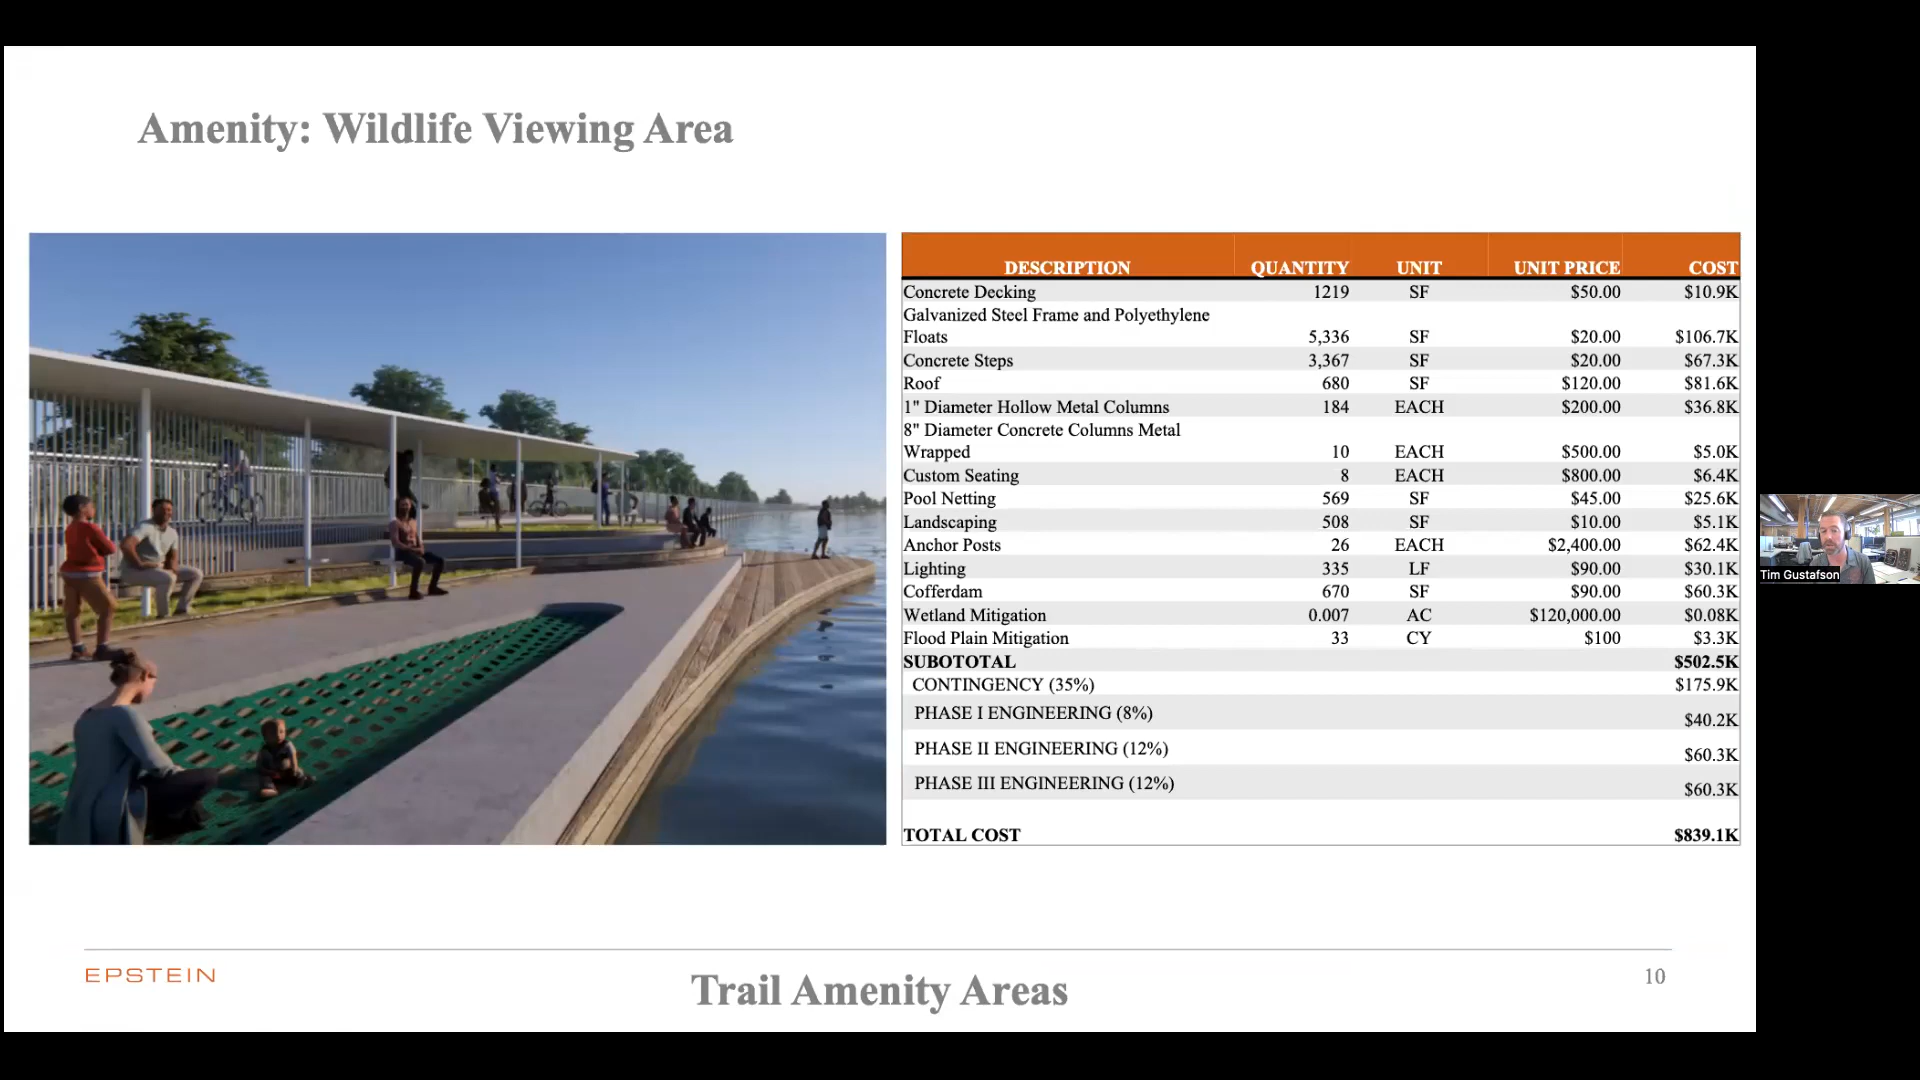 Amenity: Wildlife Viewing Area
DESCRIPTION QUANTITY UNIT UNIT PRICE COST
Concrete Decking 1219 SF $50.00 $10.9K
Galvanized Steel Frame and Polyethylene
Floats 5,336 SF $20.00 $106.7K
Concrete Steps 3,367 SF $20.00 $67.3K
Roof 680 SF $120.00 $81.6K
1" Diameter Hollow Metal Columns 184 EACH $200.00 $36.8K
8" Diameter Concrete Columns Metal
Wrapped 10 EACH $500.00 $5.0K
Custom Seating 8 EACH $800.00 $6.4K
Pool Netting 569 SF $45.00 $25.6K
Landscaping 508 SF $10.00 $5.1K
Anchor Posts 26 EACH $2,400.00 $62.4K
Lighting 335 LF $90.00 $30.1K
Cofferdam 670 SF $90.00 $60.3K
Wetland Mitigation 0.007 AC $120,000.00 $0.08K
Flood Plain Mitigation 33 CY $100 $3.3K
SUBOTOTAL $502.5K
CONTINGENCY (35%) $175.9K
PHASE I ENGINEERING (8%) $40.2K
PHASE II ENGINEERING (12%) $60.3K
PHASE III ENGINEERING (12%) $60.3K
TOTAL COST $839.1K
Tim Gustafson
EPSTEIN
Trail Amenity Areas
10